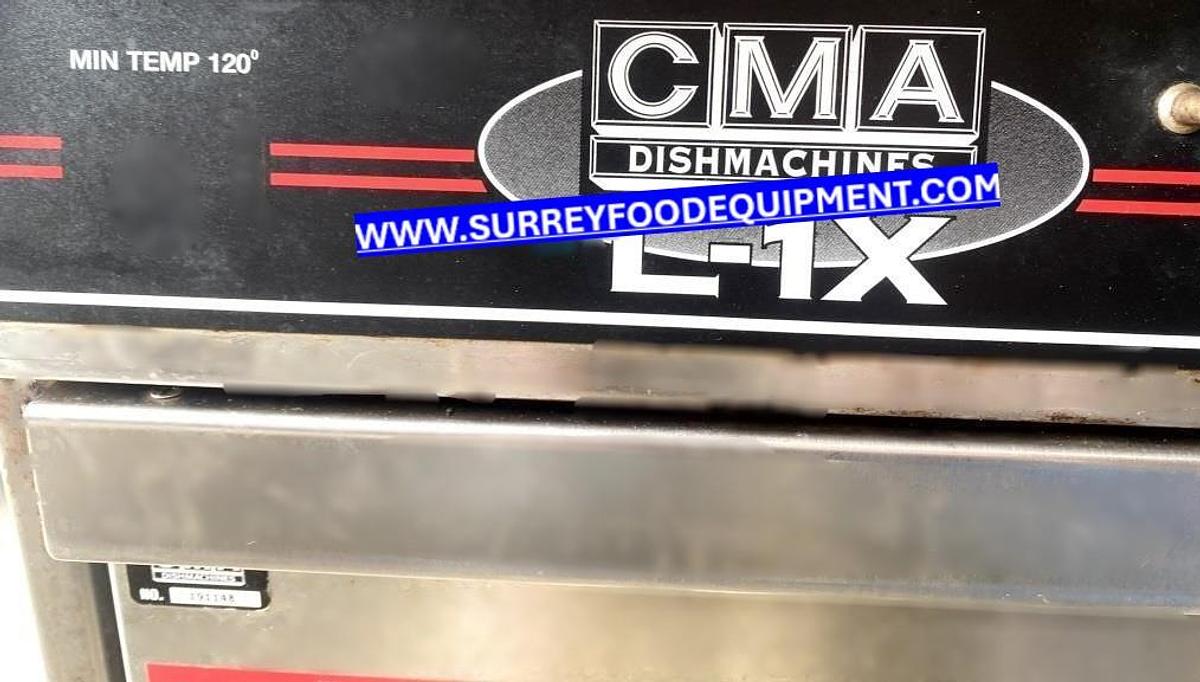 MIN TEMP 120°
CMA
DISHMACHINES
WWW.SURREYFOODEQUIPMENT.COM
L-1X
DISHMACHINES
NO. 191148